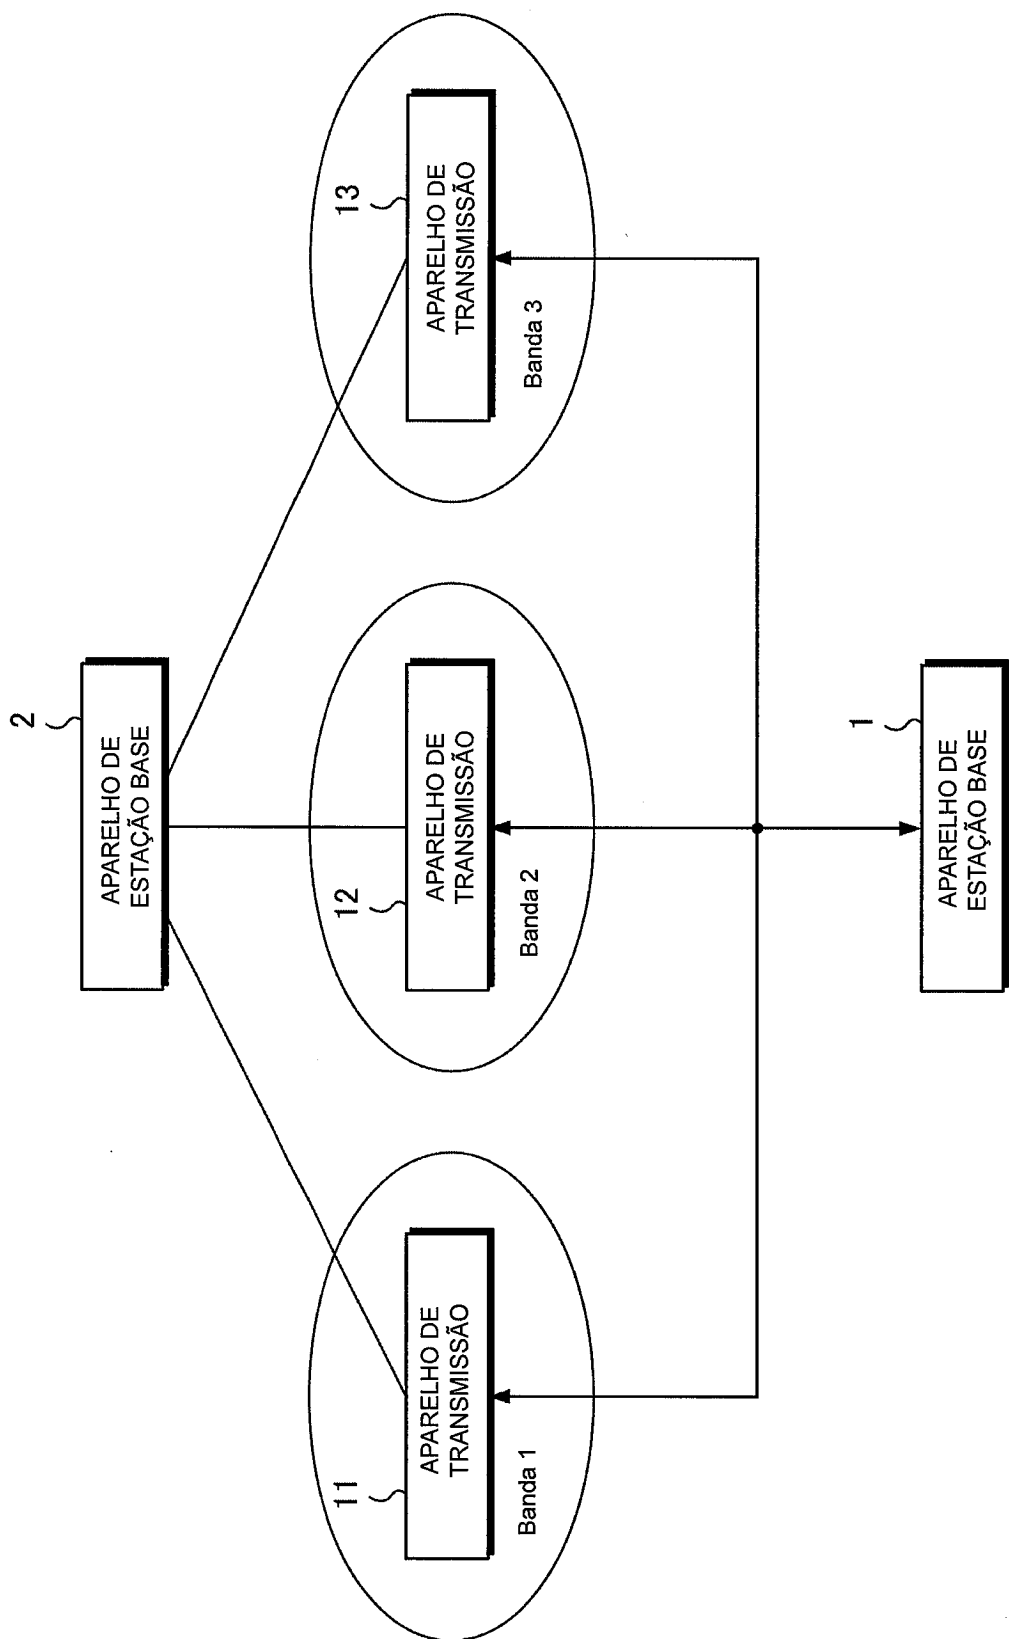 2
APARELHO DE
ESTAÇÃO BASE
11
APARELHO DE
TRANSMISSÃO
Banda 1
12
APARELHO DE
TRANSMISSÃO
Banda 2
13
APARELHO DE
TRANSMISSÃO
Banda 3
1
APARELHO DE
ESTAÇÃO BASE